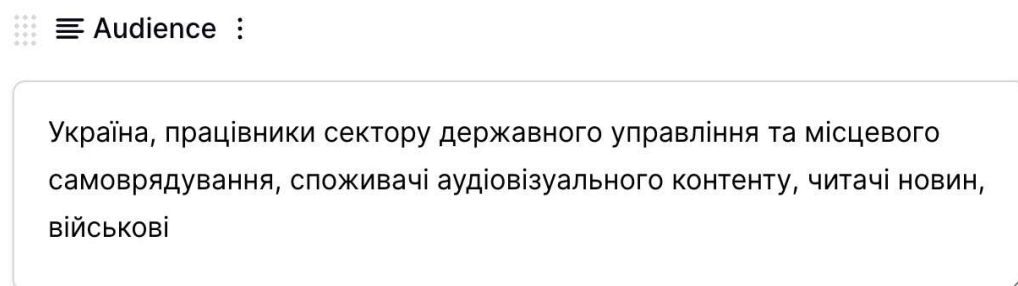 Audience
Україна, працівники сектору державного управління та місцевого
самоврядування, споживачі аудіовізуального контенту, читачі новин,
військові